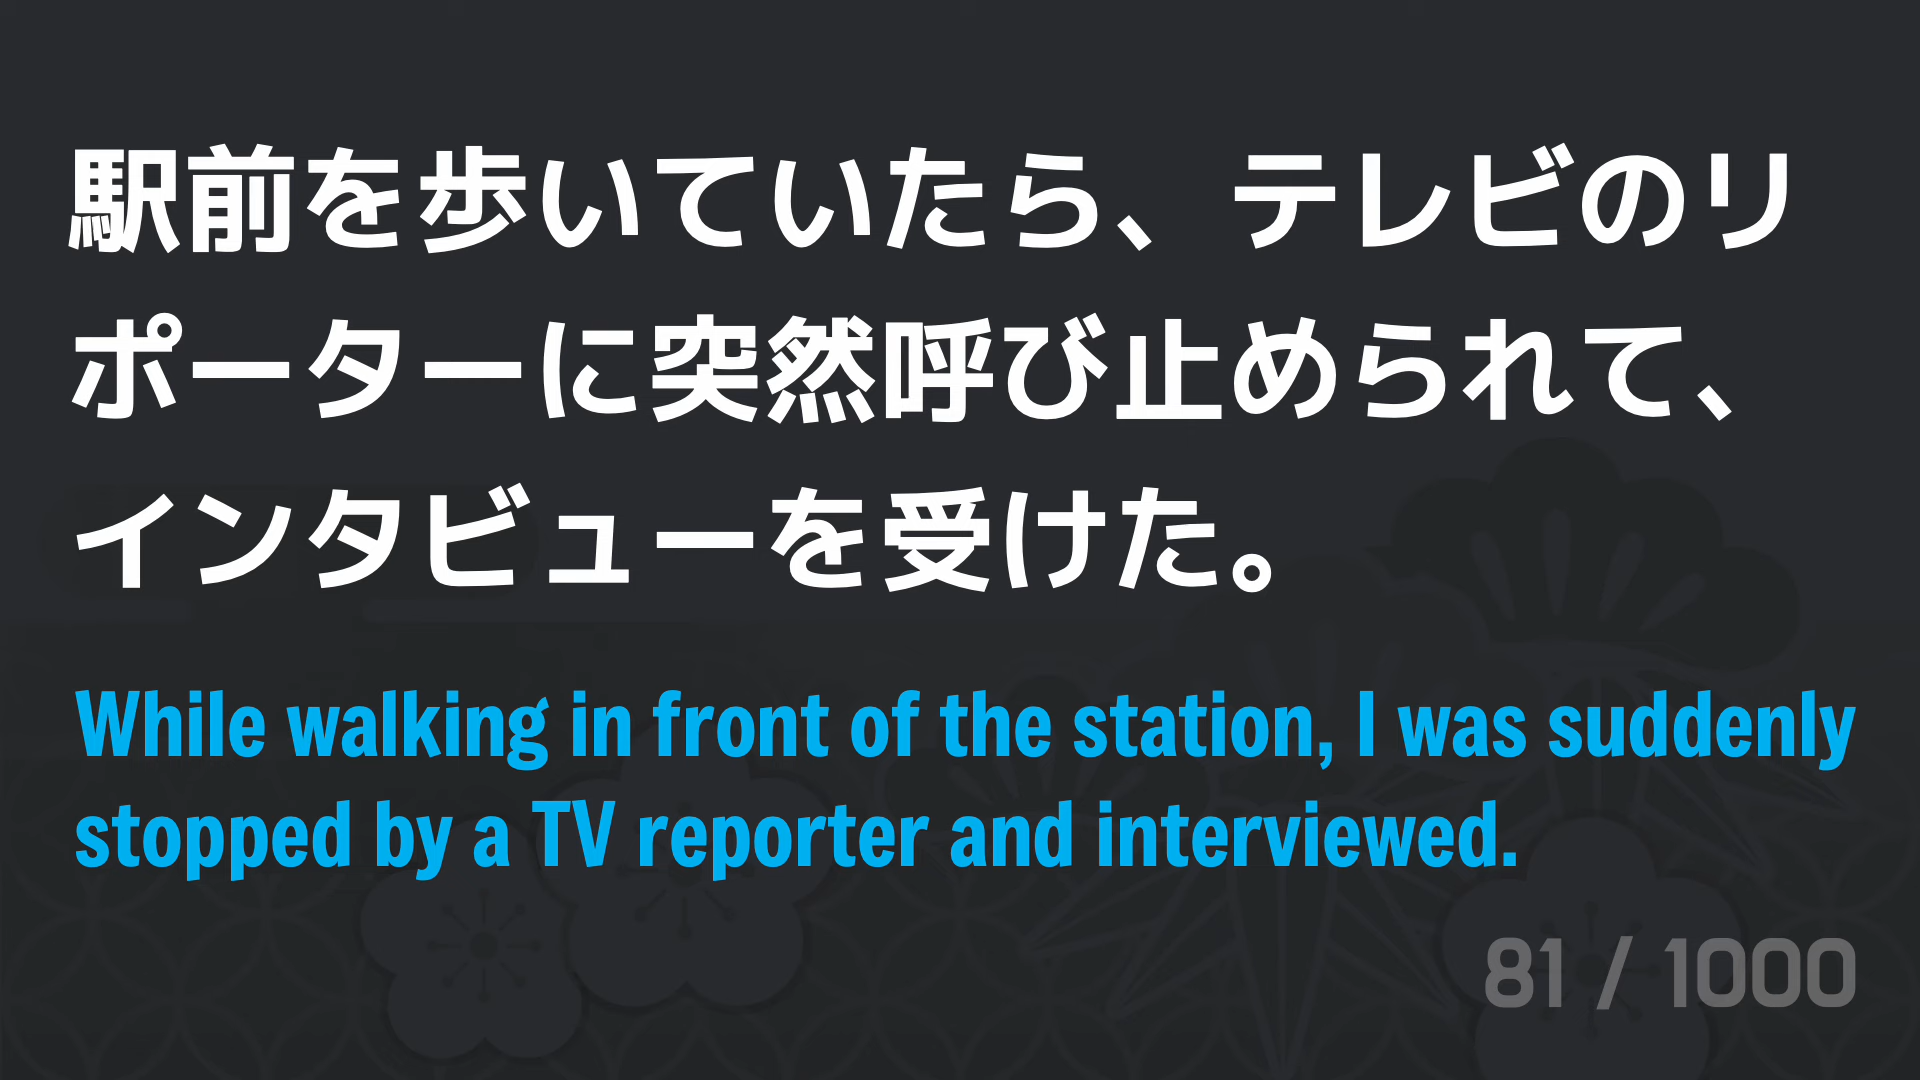 駅前を歩いていたら、テレビのリ
ポーターに突然呼び止められて、
インタビューを受けた。
While walking in front of the station, I was suddenly
stopped by a TV reporter and interviewed.
81 / 1000